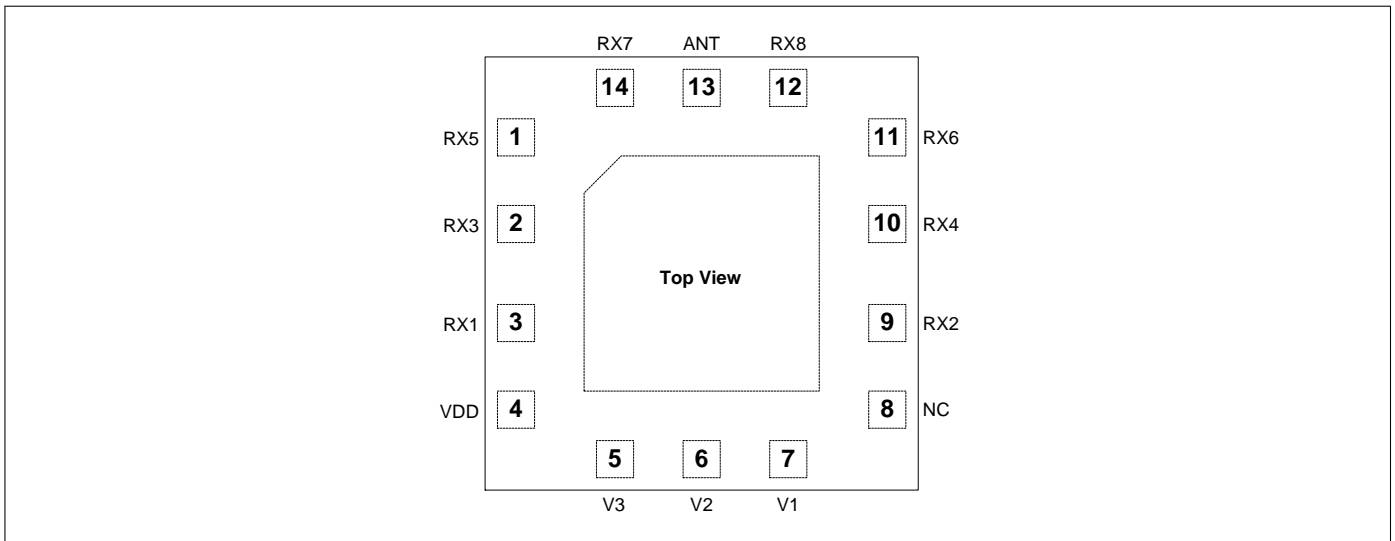 RX7 ANT RX8
14 13 12
RX5 1 11 RX6
RX3 2 10 RX4
Top View
RX1 3 9 RX2
VDD 4 8 NC
5 6 7
V3 V2 V1